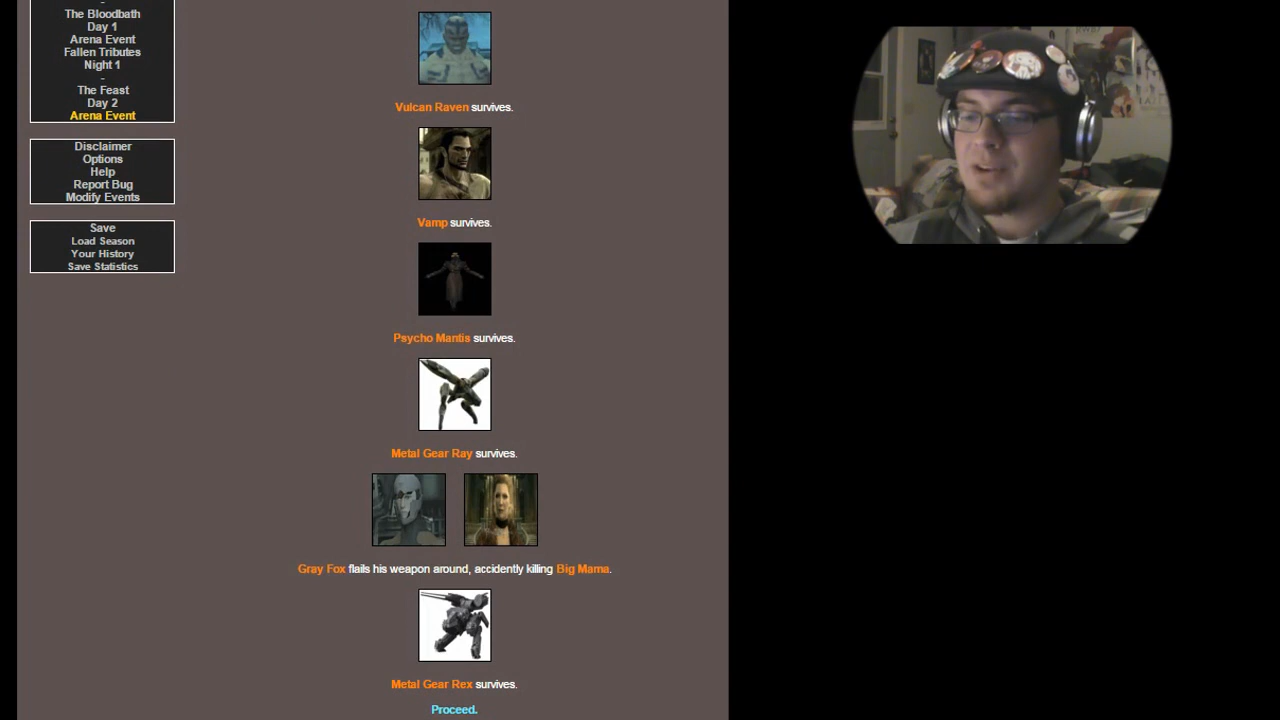 -
The Bloodbath
Day 1
Arena Event
Fallen Tributes
Night 1
-
The Feast
Day 2
Arena Event
Disclaimer
Options
Help
Report Bug
Modify Events
Save
Load Season
Your History
Save Statistics
Vulcan Raven survives.
Vamp survives.
Psycho Mantis survives.
Metal Gear Ray survives.
Gray Fox flails his weapon around, accidently killing Big Mama.
Metal Gear Rex survives.
Proceed.